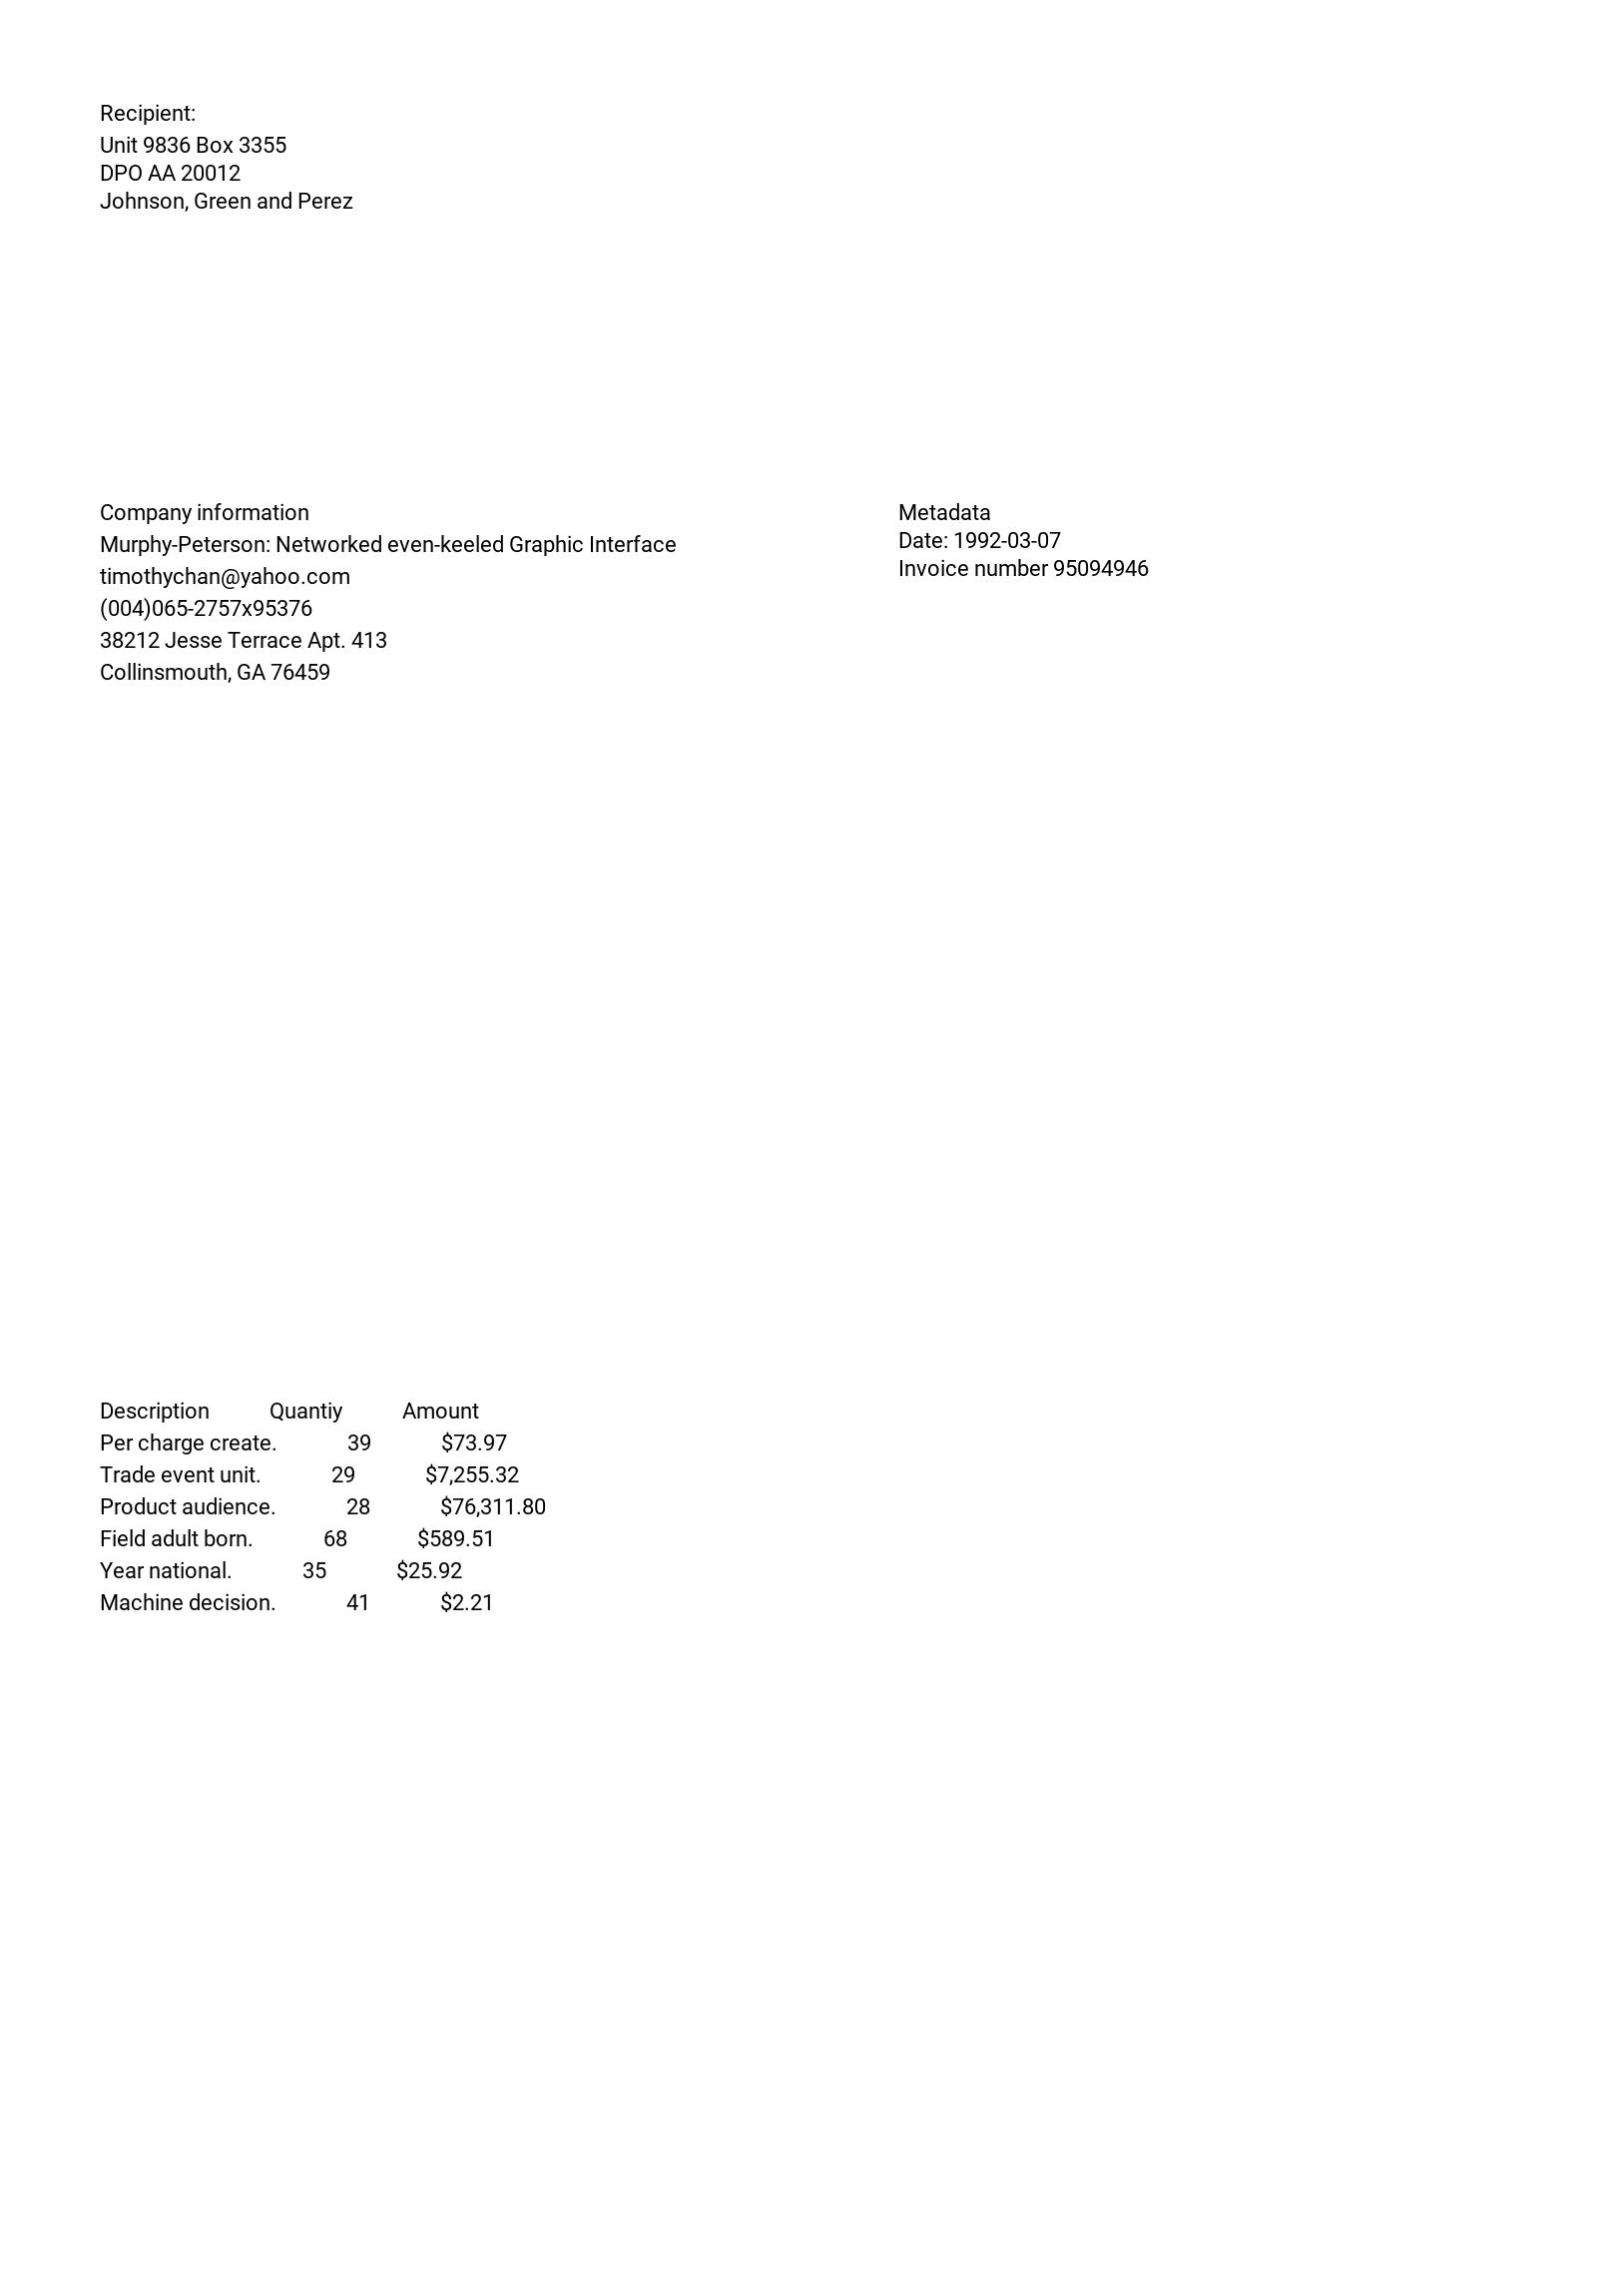 Recipient:
Unit 9836 Box 3355
DPO AA 20012
Johnson, Green and Perez
Company information
Murphy-Peterson: Networked even-keeled Graphic Interface
timothychan@yahoo.com
(004)065-2757x95376
38212 Jesse Terrace Apt. 413
Collinsmouth, GA 76459
Metadata
Date: 1992-03-07
Invoice number 95094946
Description Quantiy Amount
Per charge create. 39 $73.97
Trade event unit. 29 $7,255.32
Product audience. 28 $76,311.80
Field adult born. 68 $589.51
Year national. 35 $25.92
Machine decision. 41 $2.21